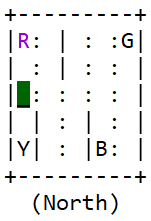 +---------+
|R: | : :G|
| : | : : |
| : : : : |
| | : | : |
|Y| : |B: |
+---------+
(North)